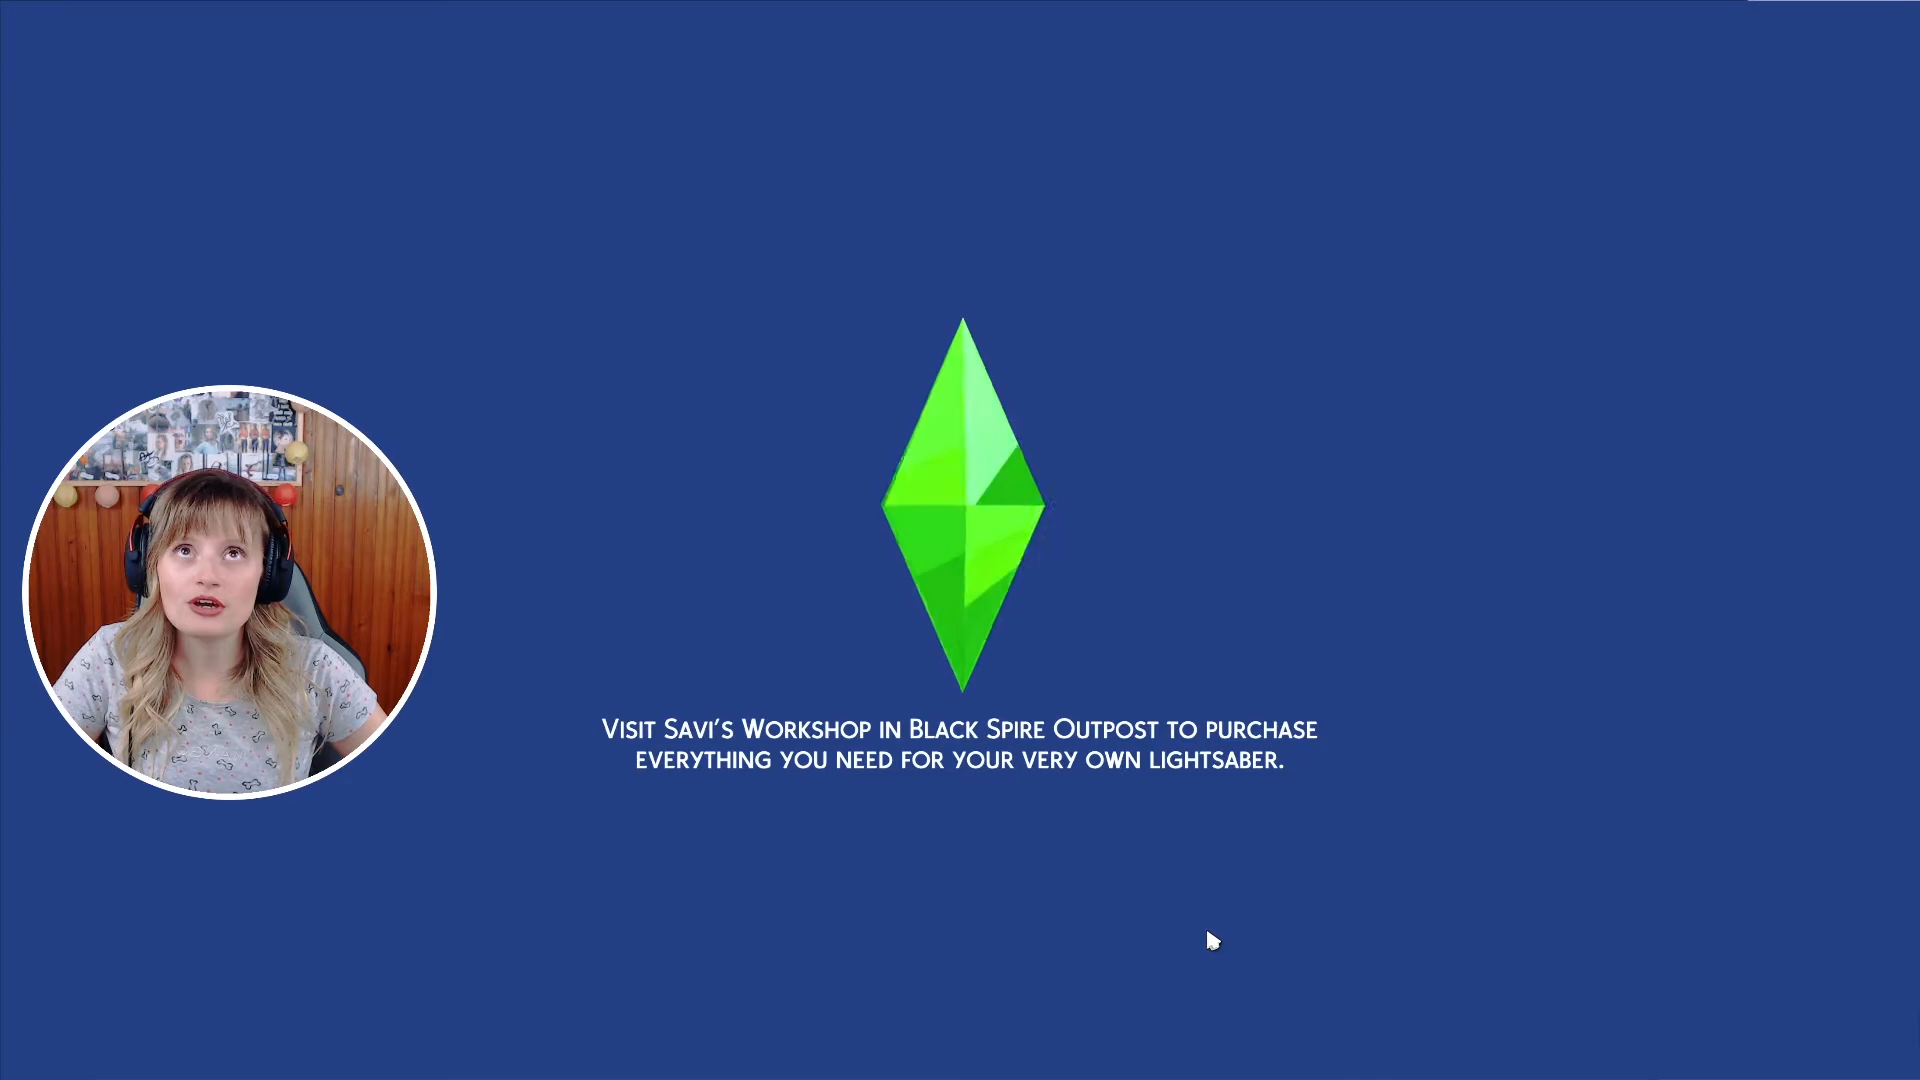 Visit Savi's Workshop in Black Spire Outpost to purchase
everything you need for your very own lightsaber.